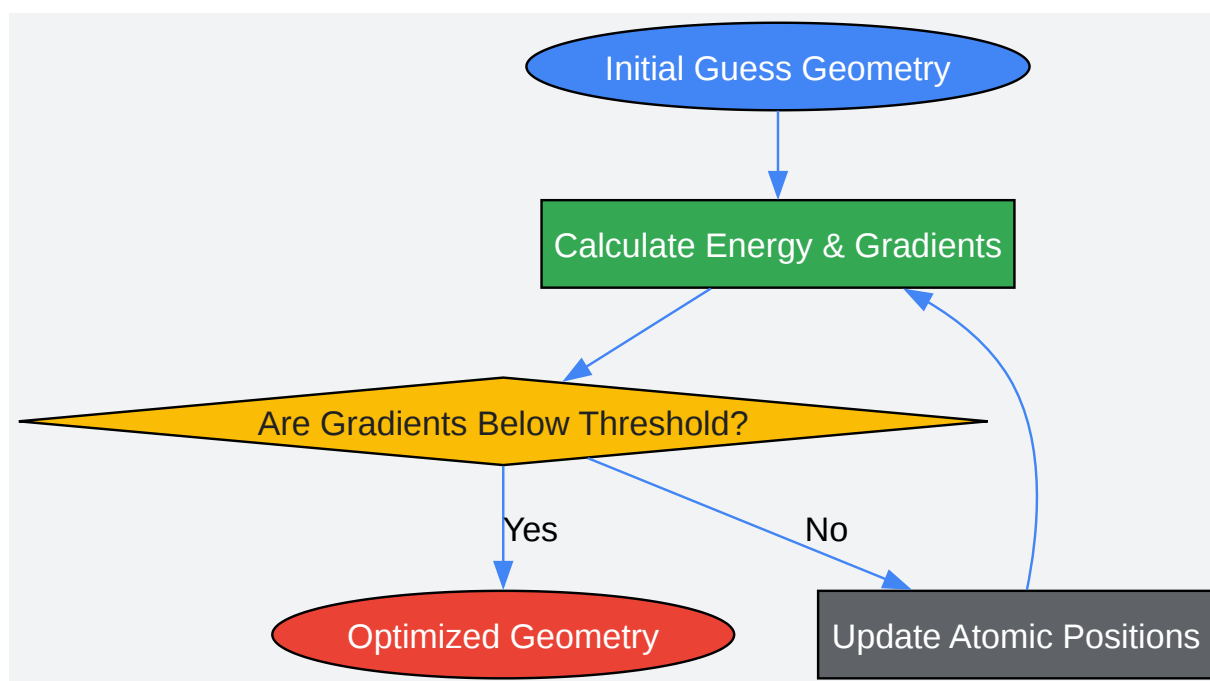 Initial Guess Geometry
Calculate Energy & Gradients
Are Gradients Below Threshold?
Yes
No
Optimized Geometry
Update Atomic Positions